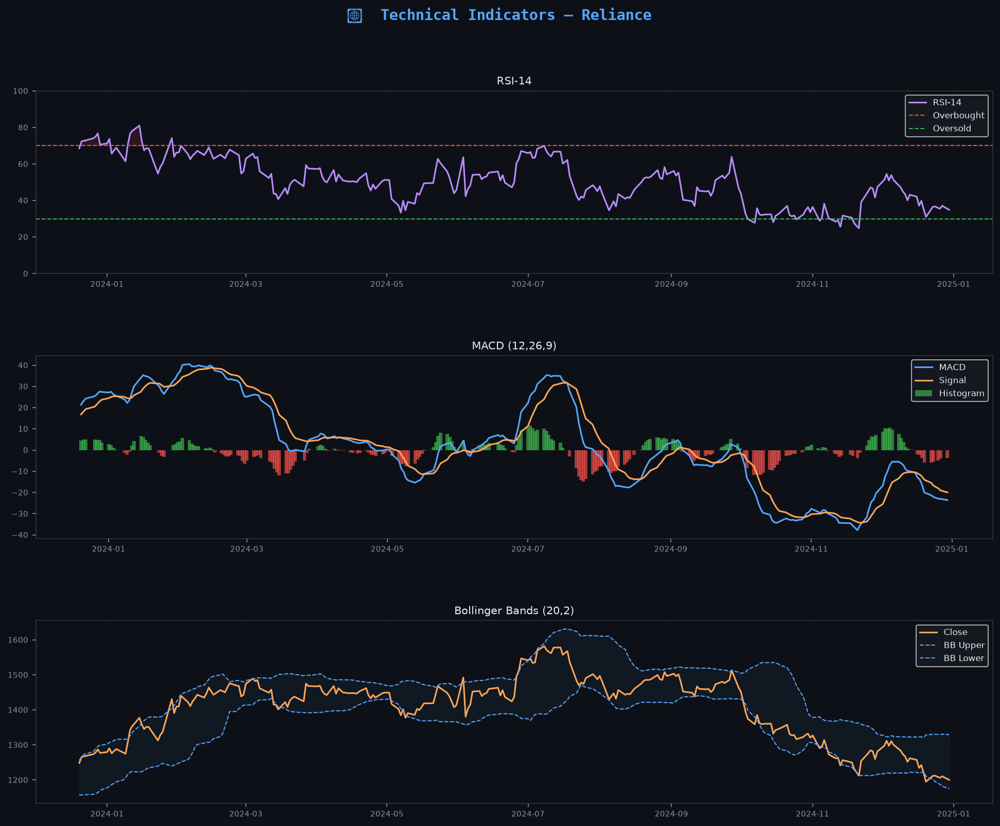 Technical Indicators — Reliance
RSI-14
100
80
60
40
20
0
RSI-14
Overbought
Oversold
2024-01 2024-03 2024-05 2024-07 2024-09 2024-11 2025-01
MACD (12,26,9)
40
30
20
10
0
−10
−20
−30
−40
MACD
Signal
Histogram
2024-01 2024-03 2024-05 2024-07 2024-09 2024-11 2025-01
Bollinger Bands (20,2)
1600
1500
1400
1300
1200
Close
BB Upper
BB Lower
2024-01 2024-03 2024-05 2024-07 2024-09 2024-11 2025-01